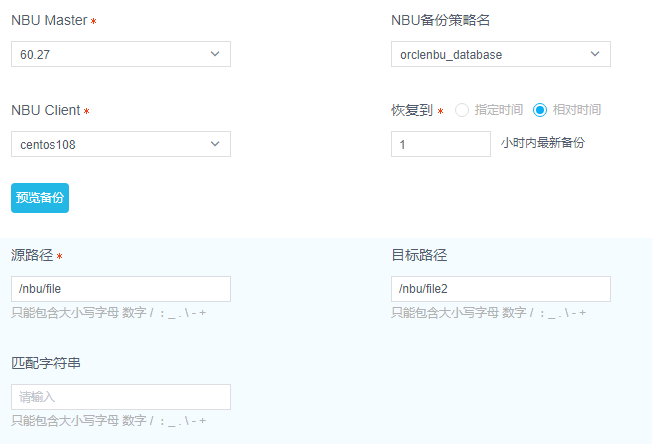 NBU Master *
NBU备份策略名
60.27
orclenbu_database
NBU Client *
恢复到 * 指定时间 相对时间
centos108
1 小时内最新备份
预览备份
源路径 *
目标路径
/nbu/file
/nbu/file2
只能包含大小写字母 数字 / : _ . \ - +
只能包含大小写字母 数字 / : _ . \ - +
匹配字符串
请输入
只能包含大小写字母 数字 / : _ . \ - +